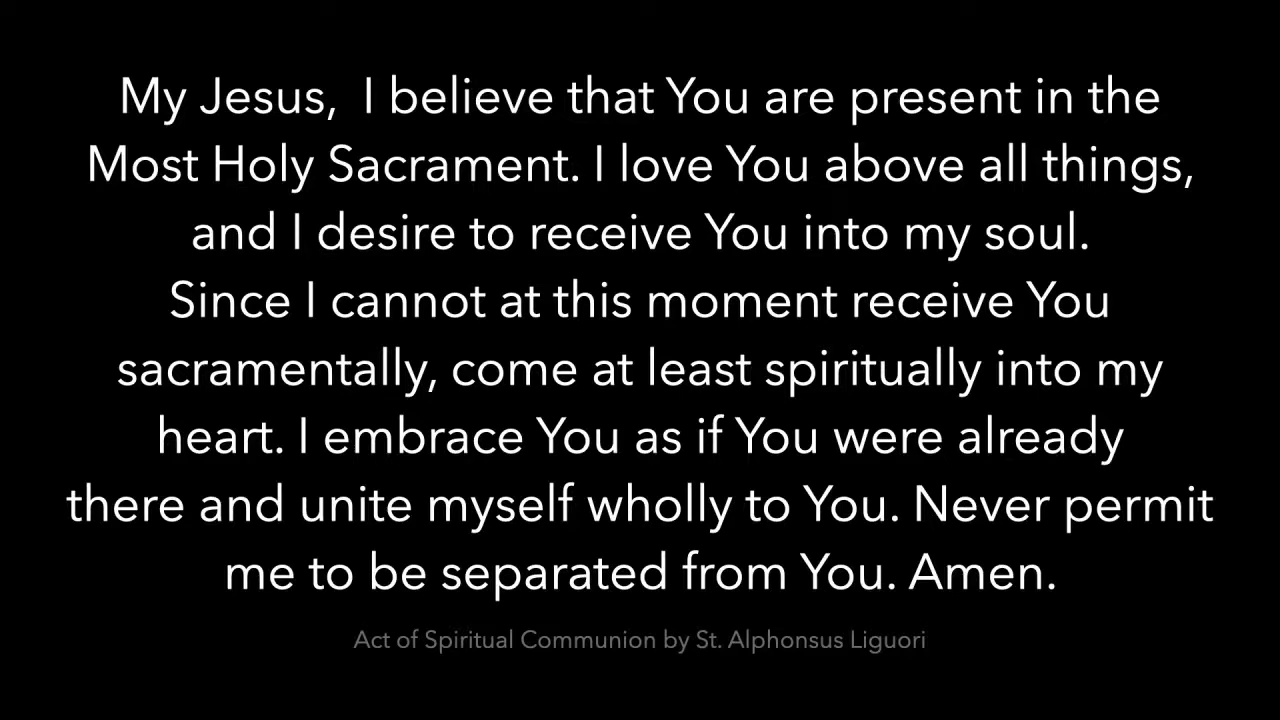 My Jesus,  I believe that You are present in the
Most Holy Sacrament. I love You above all things,
and I desire to receive You into my soul.
Since I cannot at this moment receive You
sacramentally, come at least spiritually into my
heart. I embrace You as if You were already
there and unite myself wholly to You. Never permit
me to be separated from You. Amen.
Act of Spiritual Communion by St. Alphonsus Liguori